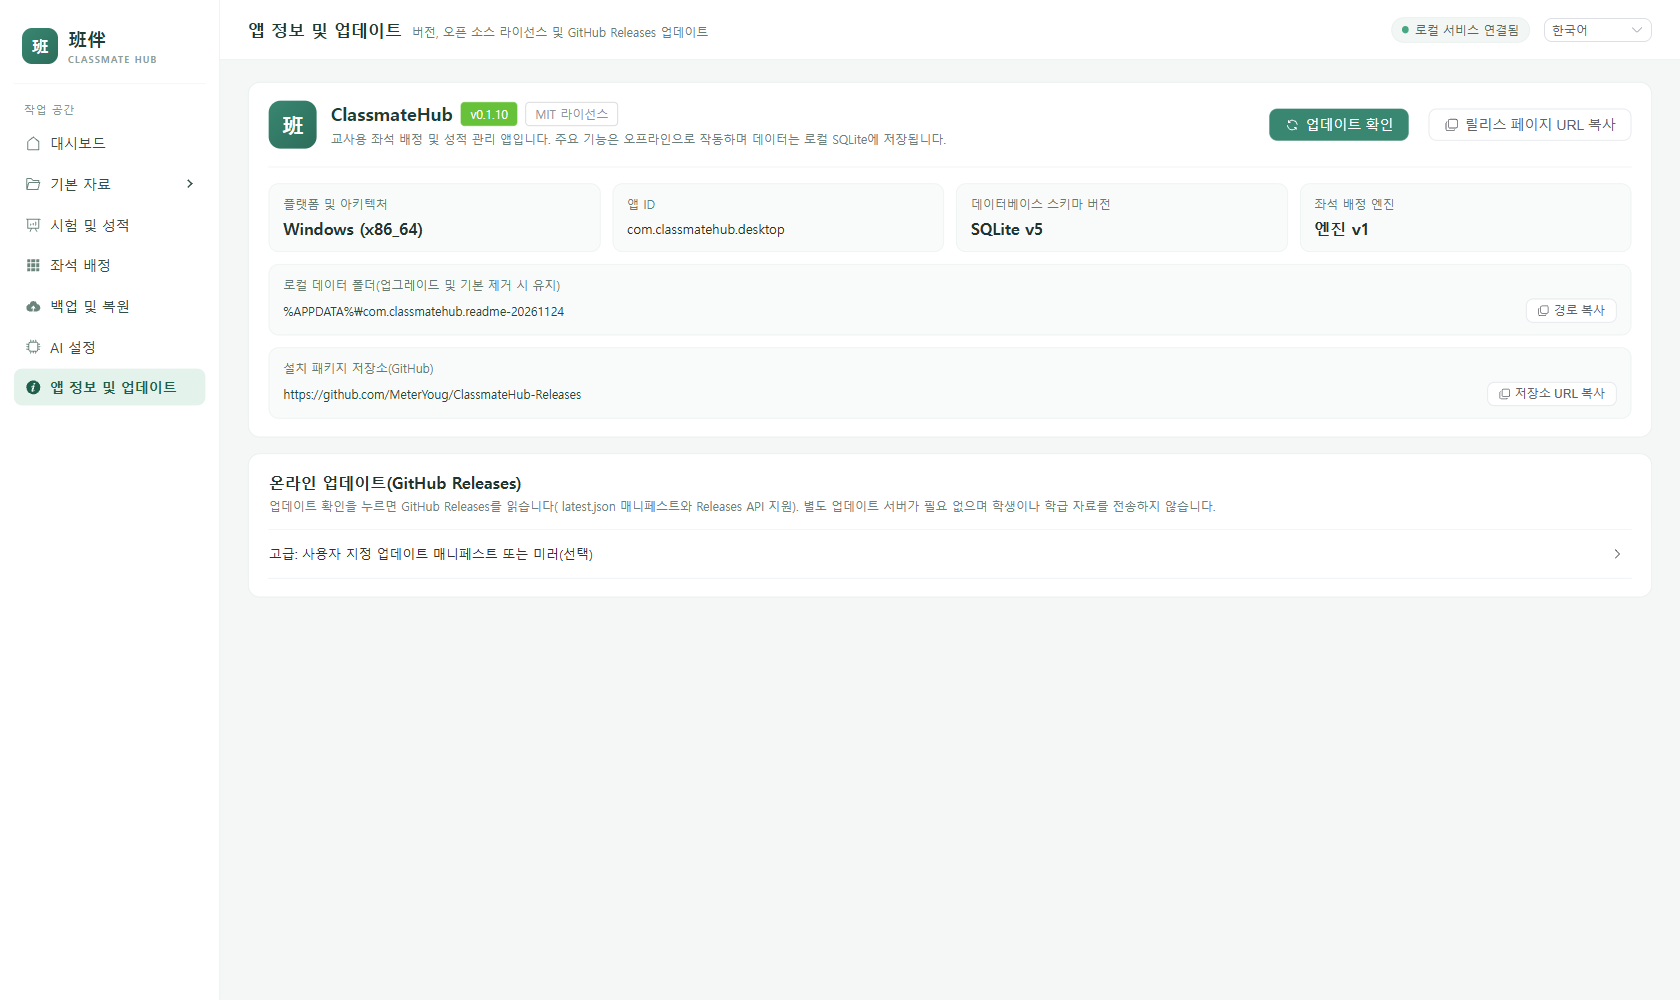 班
班伴
CLASSMATE HUB
작업 공간
대시보드
기본 자료
시험 및 성적
좌석 배정
백업 및 복원
AI 설정
앱 정보 및 업데이트
앱 정보 및 업데이트 버전, 오픈 소스 라이선스 및 GitHub Releases 업데이트
로컬 서비스 연결됨
한국어
班
ClassmateHub v0.1.10 MIT 라이선스
교사용 좌석 배정 및 성적 관리 앱입니다. 주요 기능은 오프라인으로 작동하며 데이터는 로컬 SQLite에 저장됩니다.
업데이트 확인
릴리스 페이지 URL 복사
플랫폼 및 아키텍처
Windows (x86_64)
앱 ID
com.classmatehub.desktop
데이터베이스 스키마 버전
SQLite v5
좌석 배정 엔진
엔진 v1
로컬 데이터 폴더(업그레이드 및 기본 제거 시 유지)
%APPDATA%₩com.classmatehub.readme-20261124
경로 복사
설치 패키지 저장소(GitHub)
https://github.com/MeterYoug/ClassmateHub-Releases
저장소 URL 복사
온라인 업데이트(GitHub Releases)
업데이트 확인을 누르면 GitHub Releases를 읽습니다( latest.json 매니페스트와 Releases API 지원). 별도 업데이트 서버가 필요 없으며 학생이나 학급 자료를 전송하지 않습니다.
고급: 사용자 지정 업데이트 매니페스트 또는 미러(선택)